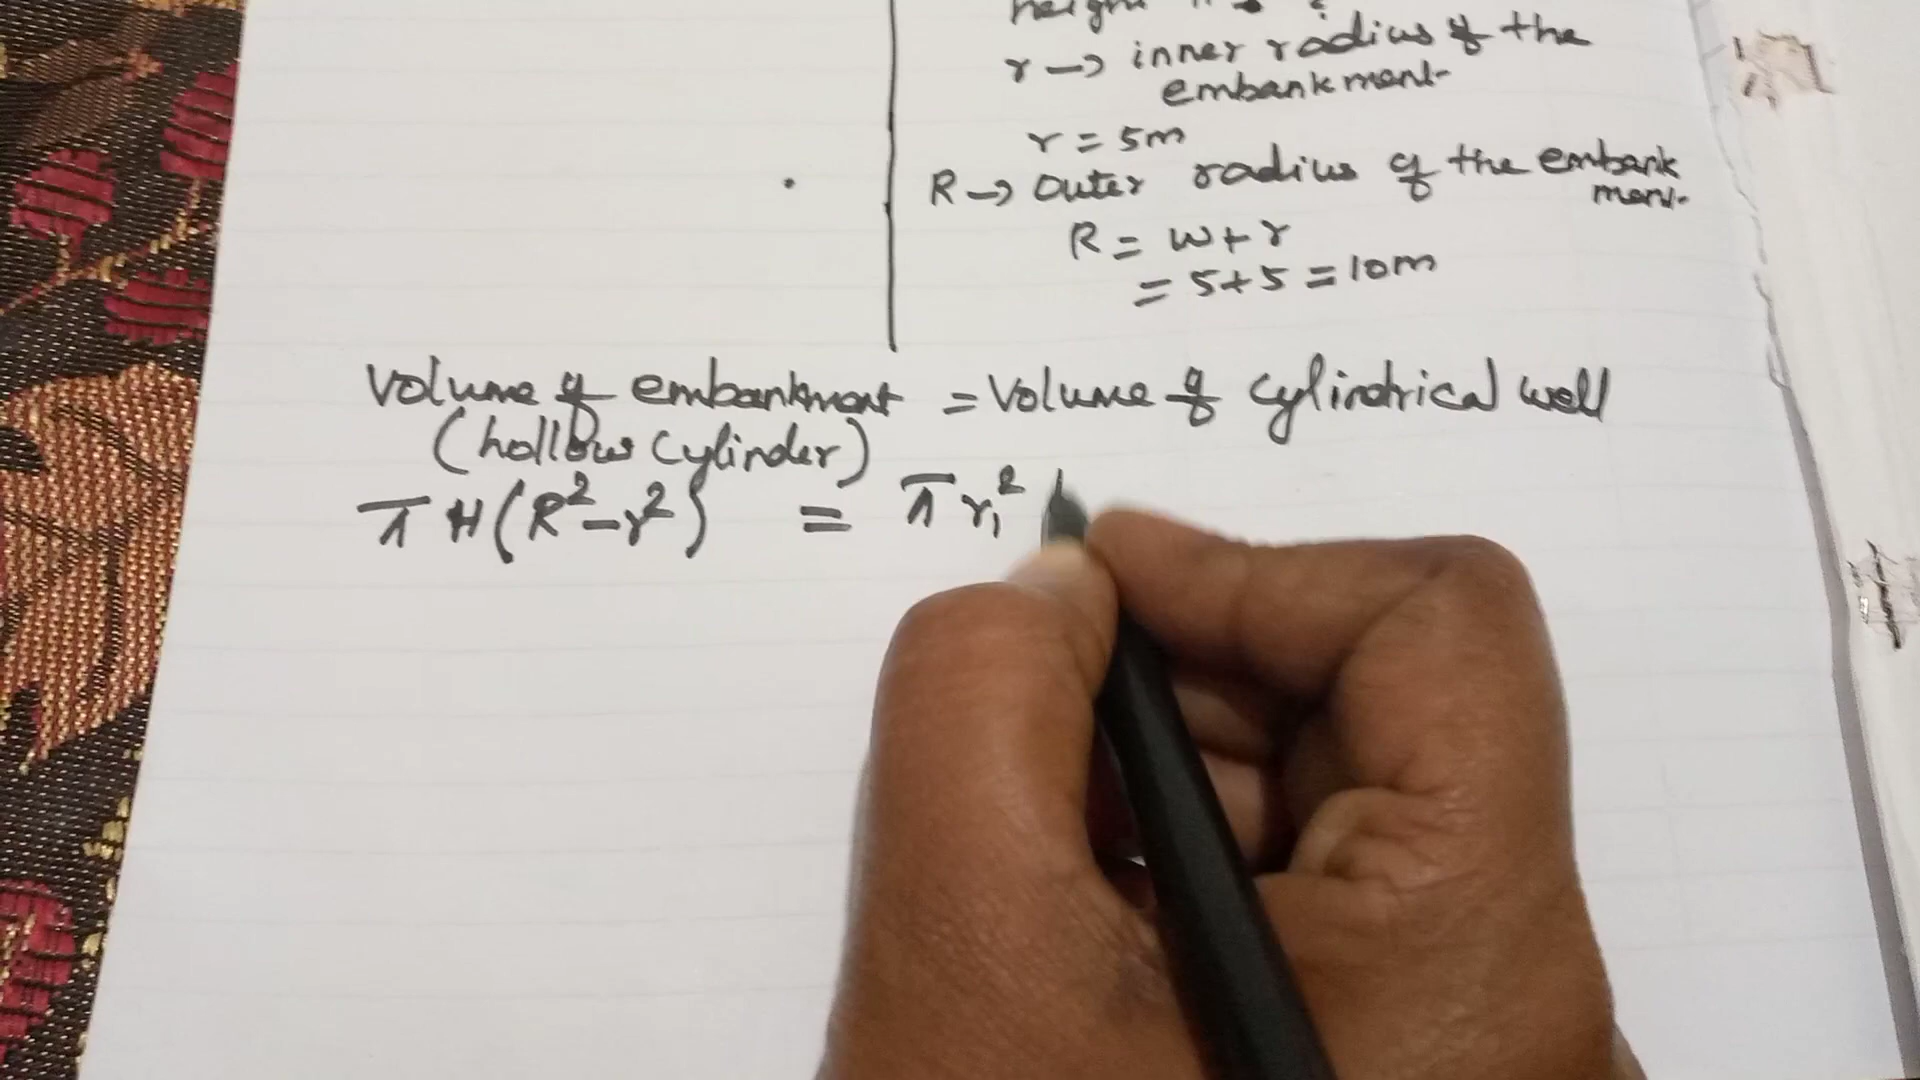 height H →
r → inner radius of the
embankment
r = 5m
R → outer radius of the embank
ment
R = w + r
= 5+5 = 10m
Volume of embankment = Volume of cylindrical well
(hollow cylinder)
π H (R² - r²) = π r₁²